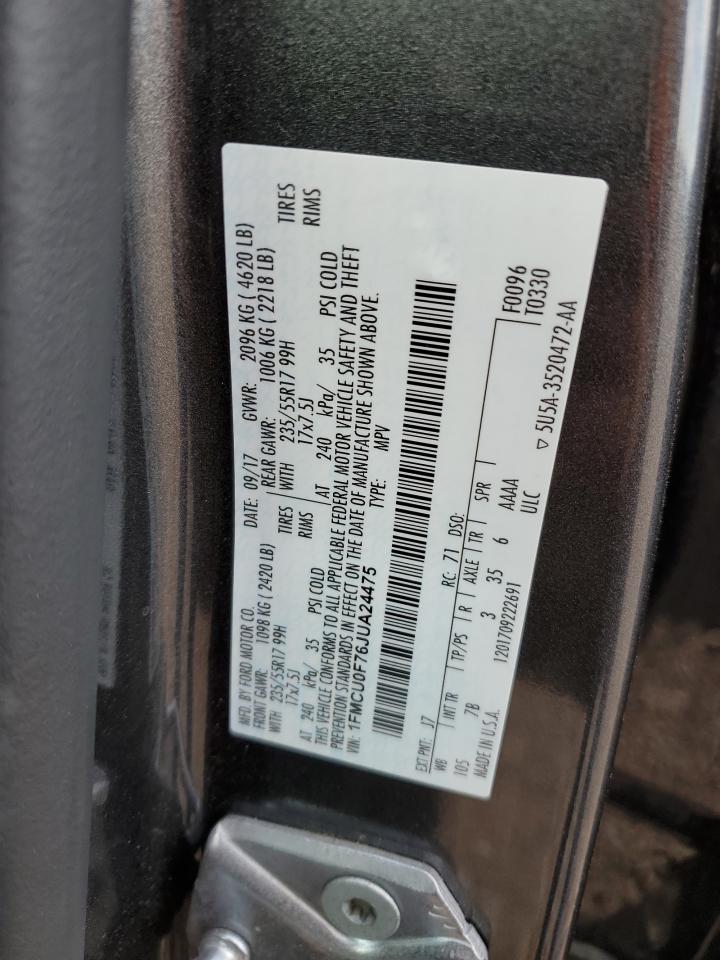 MFD. BY FORD MOTOR CO. DATE: 09/17 GVWR: 2096 KG ( 4620 LB)
FRONT GAWR: 1098 KG ( 2420 LB) REAR GAWR: 1006 KG ( 2218 LB)
WITH 235/55R17 99H TIRES WITH 235/55R17 99H TIRES
17x7.5J RIMS 17x7.5J RIMS
AT 240 kPa/ 35 PSI COLD AT 240 kPa/ 35 PSI COLD
THIS VEHICLE CONFORMS TO ALL APPLICABLE FEDERAL MOTOR VEHICLE SAFETY AND THEFT
PREVENTION STANDARDS IN EFFECT ON THE DATE OF MANUFACTURE SHOWN ABOVE.
VIN: 1FMCU0F76JUA24475 TYPE: MPV
EXT PNT: J7 RC: 71 DSO: F0096
WB INT TR TP/PS R AXLE TR SPR T0330
105 7B 3 35 6 AAAA
MADE IN U.S.A. 1201709222691 ULC
▽ 5U5A-3520472-AA